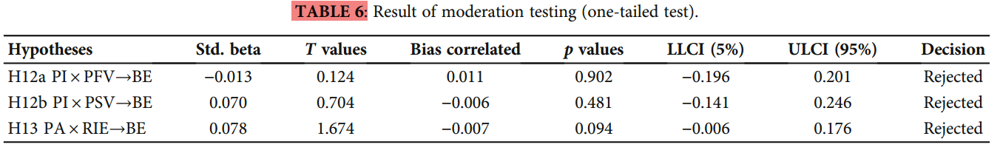 TABLE 6: Result of moderation testing (one-tailed test).
Hypotheses Std. beta T values Bias correlated p values LLCI (5%) ULCI (95%) Decision
H12a PI × PFV→BE −0.013 0.124 0.011 0.902 −0.196 0.201 Rejected
H12b PI × PSV→BE 0.070 0.704 −0.006 0.481 −0.141 0.246 Rejected
H13 PA × RIE→BE 0.078 1.674 −0.007 0.094 −0.006 0.176 Rejected